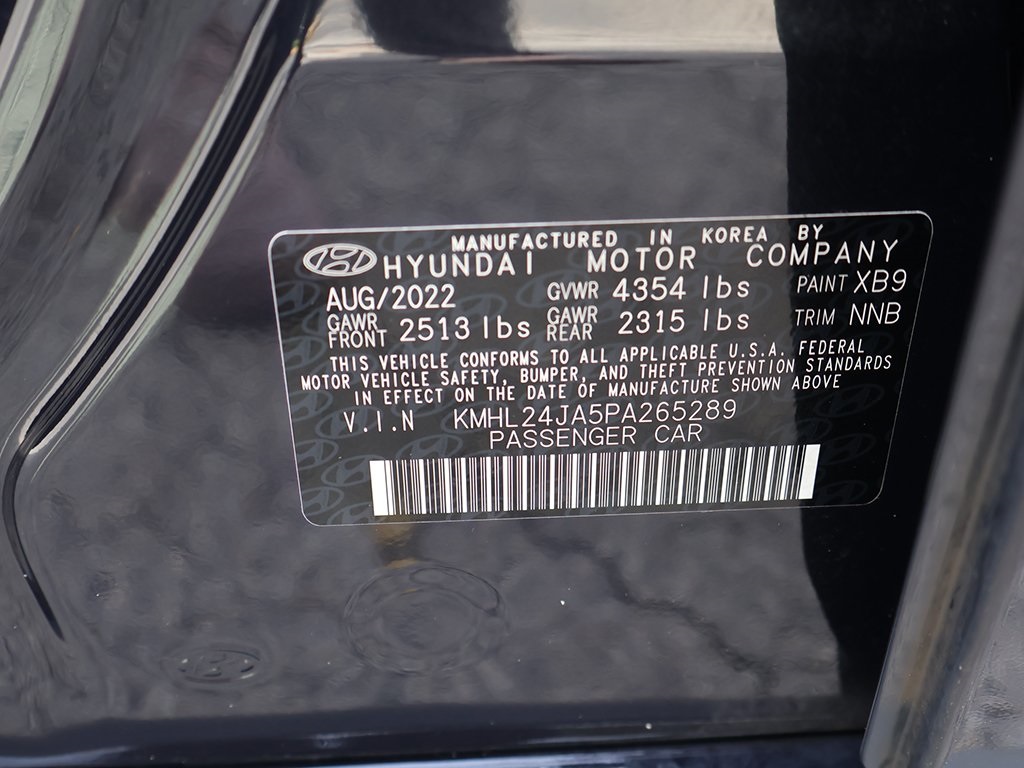 MANUFACTURED IN KOREA BY
HYUNDAI MOTOR COMPANY
AUG/2022 GVWR 4354 lbs PAINT XB9
GAWR FRONT 2513 lbs GAWR REAR 2315 lbs TRIM NNB
THIS VEHICLE CONFORMS TO ALL APPLICABLE U.S.A. FEDERAL
MOTOR VEHICLE SAFETY, BUMPER, AND THEFT PREVENTION STANDARDS
IN EFFECT ON THE DATE OF MANUFACTURE SHOWN ABOVE
V.I.N KMHL24JA5PA265289
PASSENGER CAR